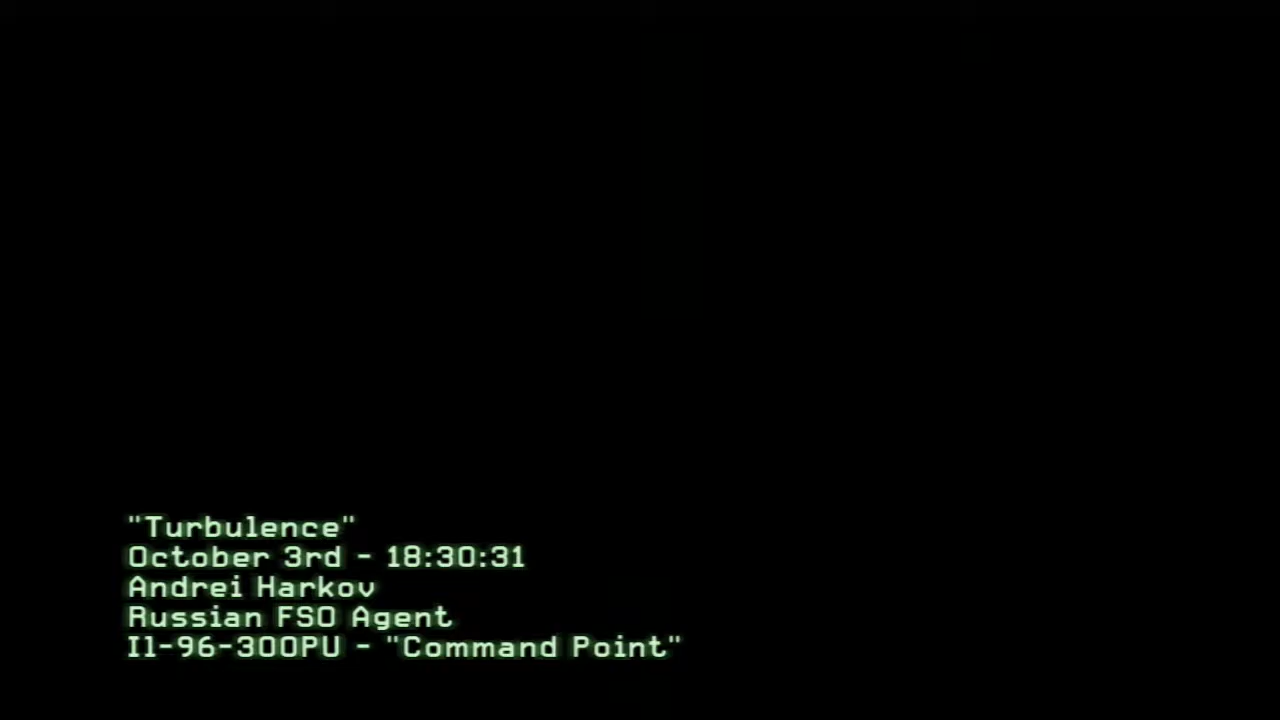 "Turbulence"
October 3rd - 18:30:31
Andrei Harkov
Russian FSO Agent
Il-96-300PU - "Command Point"